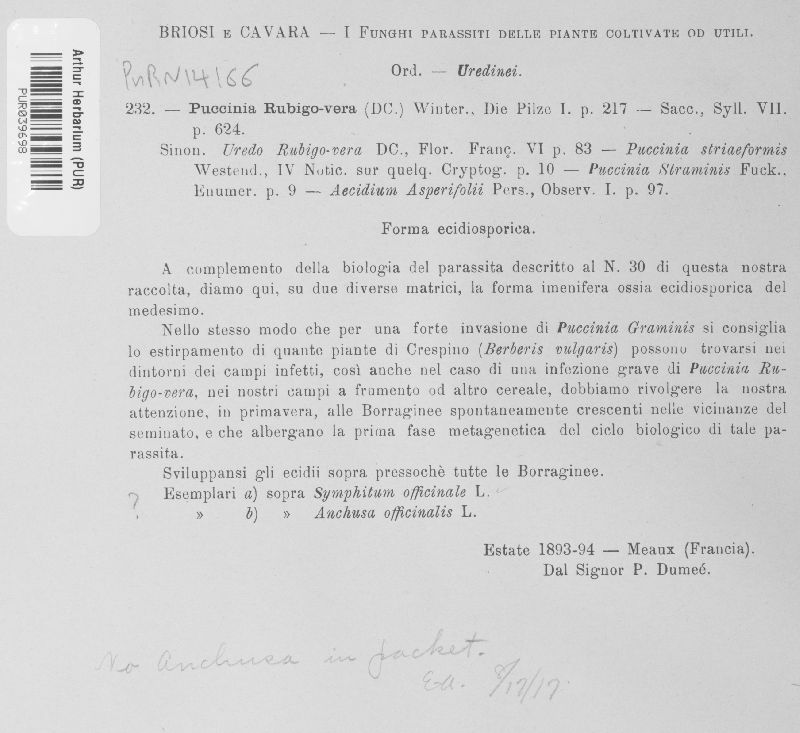 BRIOSI E CAVARA — I FUNGHI PARASSITI DELLE PIANTE COLTIVATE OD UTILI.
Arthur Herbarium (PUR)
PUR039698
PURN14166
Ord. — Uredinei.
232. — Puccinia Rubigo-vera (DC.) Winter., Die Pilze I. p. 217 — Sacc., Syll. VII.
p. 624.
Sinon. Uredo Rubigo-vera DC., Flor. Franç. VI p. 83 — Puccinia striaeformis
Westend., IV Notic. sur quelq. Cryptog. p. 10 — Puccinia Straminis Fuck.,
Enumer. p. 9 — Aecidium Asperifolii Pers., Observ. I. p. 97.
Forma ecidiosporica.
A complemento della biologia del parassita descritto al N. 30 di questa nostra
raccolta, diamo qui, su due diverse matrici, la forma imenifera ossia ecidiosporica del
medesimo.
Nello stesso modo che per una forte invasione di Puccinia Graminis si consiglia
lo estirpamento di quante piante di Crespino (Berberis vulgaris) possono trovarsi nei
dintorni dei campi infetti, così anche nel caso di una infezione grave di Puccinia Ru-
bigo-vera, nei nostri campi a frumento od altro cereale, dobbiamo rivolgere la nostra
attenzione, in primavera, alle Borraginee spontaneamente crescenti nelle vicinanze del
seminato, e che albergano la prima fase metagenetica del ciclo biologico di tale pa-
rassita.
Sviluppansi gli ecidii sopra pressochè tutte le Borraginee.
? Esemplari a) sopra Symphitum officinale L.
» b) » Anchusa officinalis L.
Estate 1893-94 — Meaux (Francia).
Dal Signor P. Dumeé.
No Anchusa in packet.
8/17/17.